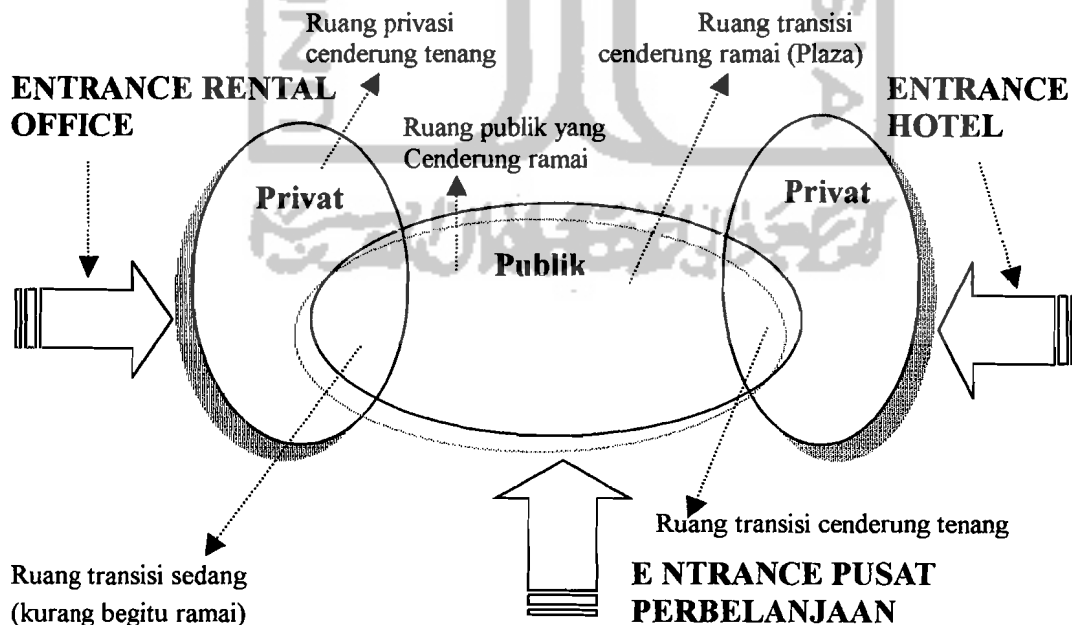 Ruang privasi
cenderung tenang
Ruang transisi
cenderung ramai (Plaza)
ENTRANCE RENTAL
OFFICE
ENTRANCE
HOTEL
Ruang publik yang
Cenderung ramai
Privat
Privat
Publik
Ruang transisi cenderung tenang
Ruang transisi sedang
(kurang begitu ramai)
E NTRANCE PUSAT
PERBELANJAAN